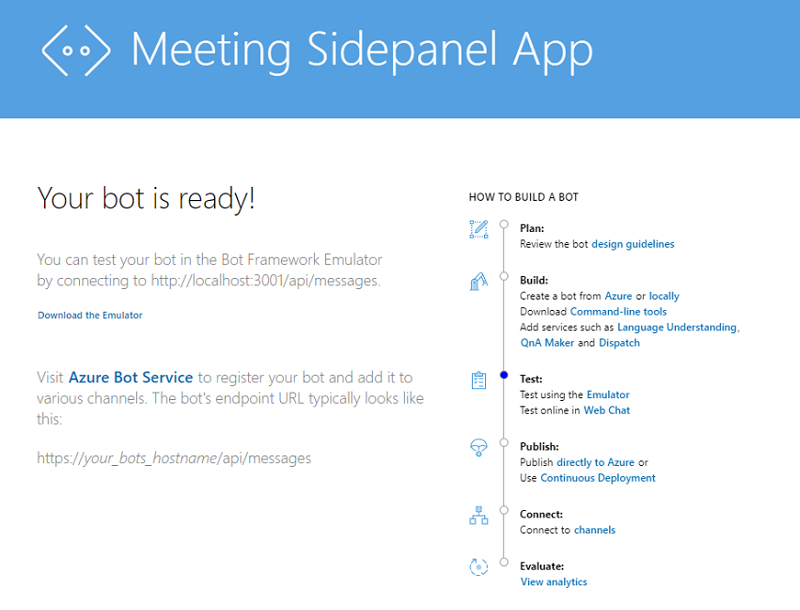 Meeting Sidepanel App
Your bot is ready!
You can test your bot in the Bot Framework Emulator
by connecting to http://localhost:3001/api/messages.
Download the Emulator
Visit Azure Bot Service to register your bot and add it to
various channels. The bot's endpoint URL typically looks like
this:
https://your_bots_hostname/api/messages
HOW TO BUILD A BOT
Plan:
Review the bot design guidelines
Build:
Create a bot from Azure or locally
Download Command-line tools
Add services such as Language Understanding,
QnA Maker and Dispatch
Test:
Test using the Emulator
Test online in Web Chat
Publish:
Publish directly to Azure or
Use Continuous Deployment
Connect:
Connect to channels
Evaluate:
View analytics